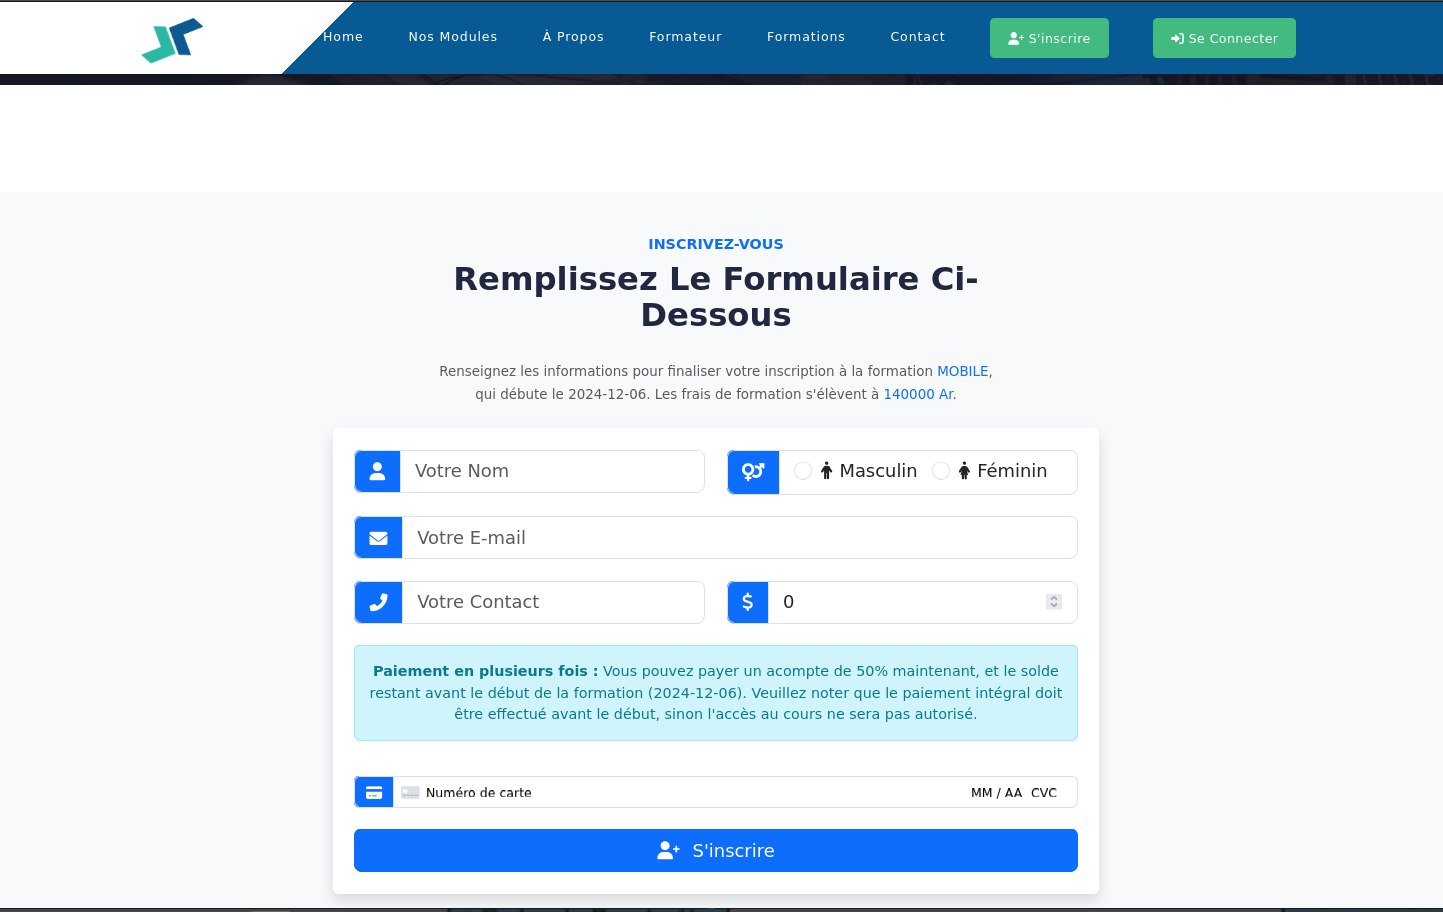 Home Nos Modules À Propos Formateur Formations Contact S'inscrire Se Connecter
INSCRIVEZ-VOUS
Remplissez Le Formulaire Ci-
Dessous
Renseignez les informations pour finaliser votre inscription à la formation MOBILE,
qui débute le 2024-12-06. Les frais de formation s'élèvent à 140000 Ar.
Votre Nom Masculin Féminin
Votre E-mail
Votre Contact $ 0
Paiement en plusieurs fois : Vous pouvez payer un acompte de 50% maintenant, et le solde
restant avant le début de la formation (2024-12-06). Veuillez noter que le paiement intégral doit
être effectué avant le début, sinon l'accès au cours ne sera pas autorisé.
Numéro de carte MM / AA CVC
S'inscrire